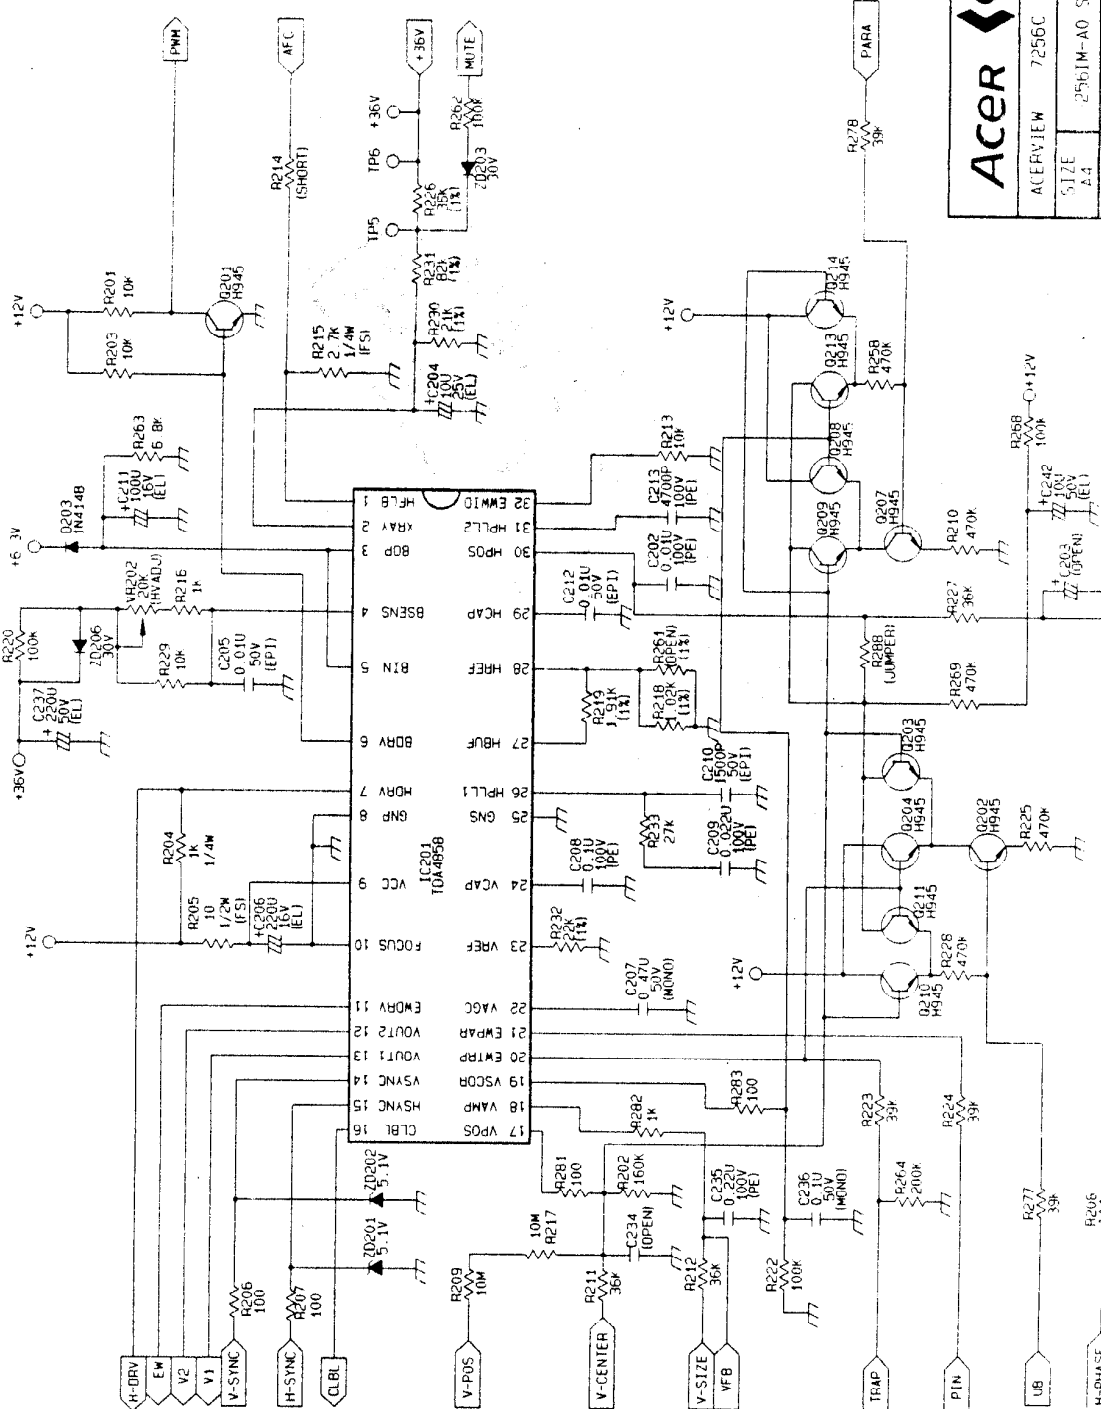 PWM
AFC
+36V
MUTE
PARA
Acer
ACERVIEW 7256C
SIZE
A4
+12V
R201
10K
R203
10K
Q201
H945
R214
(SHORT)
R215
2.7K
1/4W
(FS)
TP6
+36V
TP5
R226
(1%)
R262
100K
ZD203
30V
R231
82K
(1%)
R230
21K
(1%)
+C204
10U
25V
(EL)
R278
39K
+6.3V
D203
IN4148
+C211
100U
16V
(EL)
R263
6.8K
R220
100K
ZD206
30V
VR202
20K
(HVADJ)
R216
1K
R229
10K
C205
0.01U
50V
(EPI)
+36V
C237
+220U
50V
(EL)
+12V
R204
1K
1/4W
R205
10
1/2W
(FS)
+C206
220U
16V
(EL)
IC201
TDA4858
1 HFLB
2 XRAY
3 BOP
4 BSENS
5 BIN
6 BDRV
7 HDRV
8 GNP
9 VCC
10 FOCUS
11 EWDRV
12 VOUT2
13 VOUT1
14 VSYNC
15 HSYNC
16 CLBL
17 VPOS
18 VAMP
19 VSCOR
20 EWTRP
21 EWPAR
22 VAGC
23 VREF
24 VCAP
25 GNS
26 HPLL1
27 HBUF
28 HREF
29 HCAP
30 HPOS
31 HPLL2
32 EWWID
R213
10K
C213
4700P
100V
(PE)
C202
0.01U
100V
(PE)
C212
0.01U
50V
(EPI)
R261
(OPEN)
(1%)
R219
1.91K
(1%)
R218
1.02K
(1%)
C210
1500P
50V
(EPI)
R233
27K
C209
0.022U
100V
(PE)
C208
0.1U
100V
(PE)
R232
22K
(1%)
C207
0.47U
50V
(MONO)
+12V
Q214
H945
Q213
H945
R258
470K
Q208
H945
Q209
H945
Q207
H945
R210
470K
R268
100K
+12V
+C242
10U
50V
(EL)
C203
(OPEN)
R227
36K
R288
(JUMPER)
R269
470K
Q203
H945
Q204
H945
Q202
H945
R225
470K
Q211
H945
R228
470K
Q210
H945
+12V
R283
100
R282
1K
R281
100
R202
160K
10M
R217
C234
(OPEN)
C235
0.22U
100V
(PE)
C236
0.1U
50V
(MONO)
R209
10M
R211
36K
R212
36K
R222
100K
R223
39K
R224
39K
R264
200K
R277
39K
R208
ZD202
5.1V
ZD201
5.1V
R206
100
R207
100
H-DRV
EW
V2
V1
V-SYNC
H-SYNC
CLBL
V-POS
V-CENTER
V-SIZE
VFB
TRAP
PIN
UB
H-PHASE